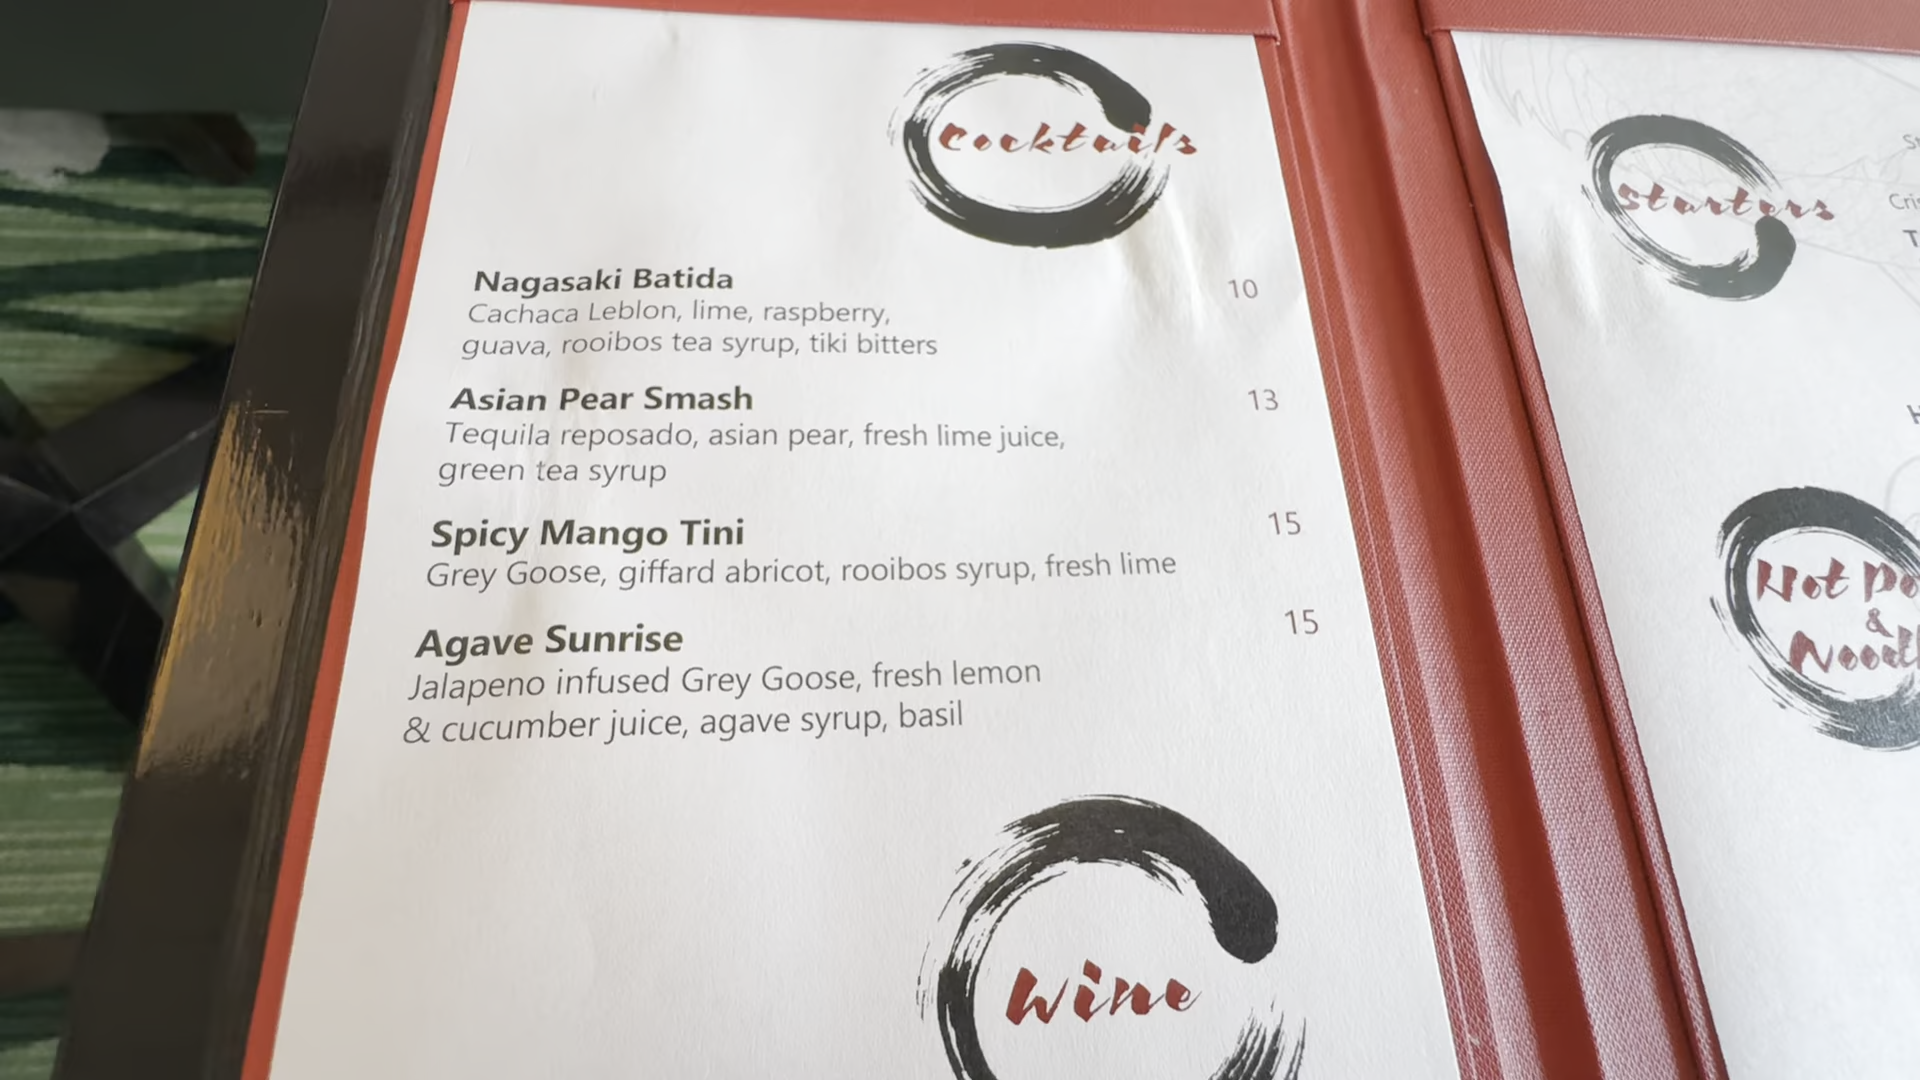 Cocktails
Nagasaki Batida 10
Cachaca Leblon, lime, raspberry,
guava, rooibos tea syrup, tiki bitters
Asian Pear Smash 13
Tequila reposado, asian pear, fresh lime juice,
green tea syrup
Spicy Mango Tini 15
Grey Goose, giffard abricot, rooibos syrup, fresh lime
Agave Sunrise 15
Jalapeno infused Grey Goose, fresh lemon
& cucumber juice, agave syrup, basil
Wine
Starters
Hot
&